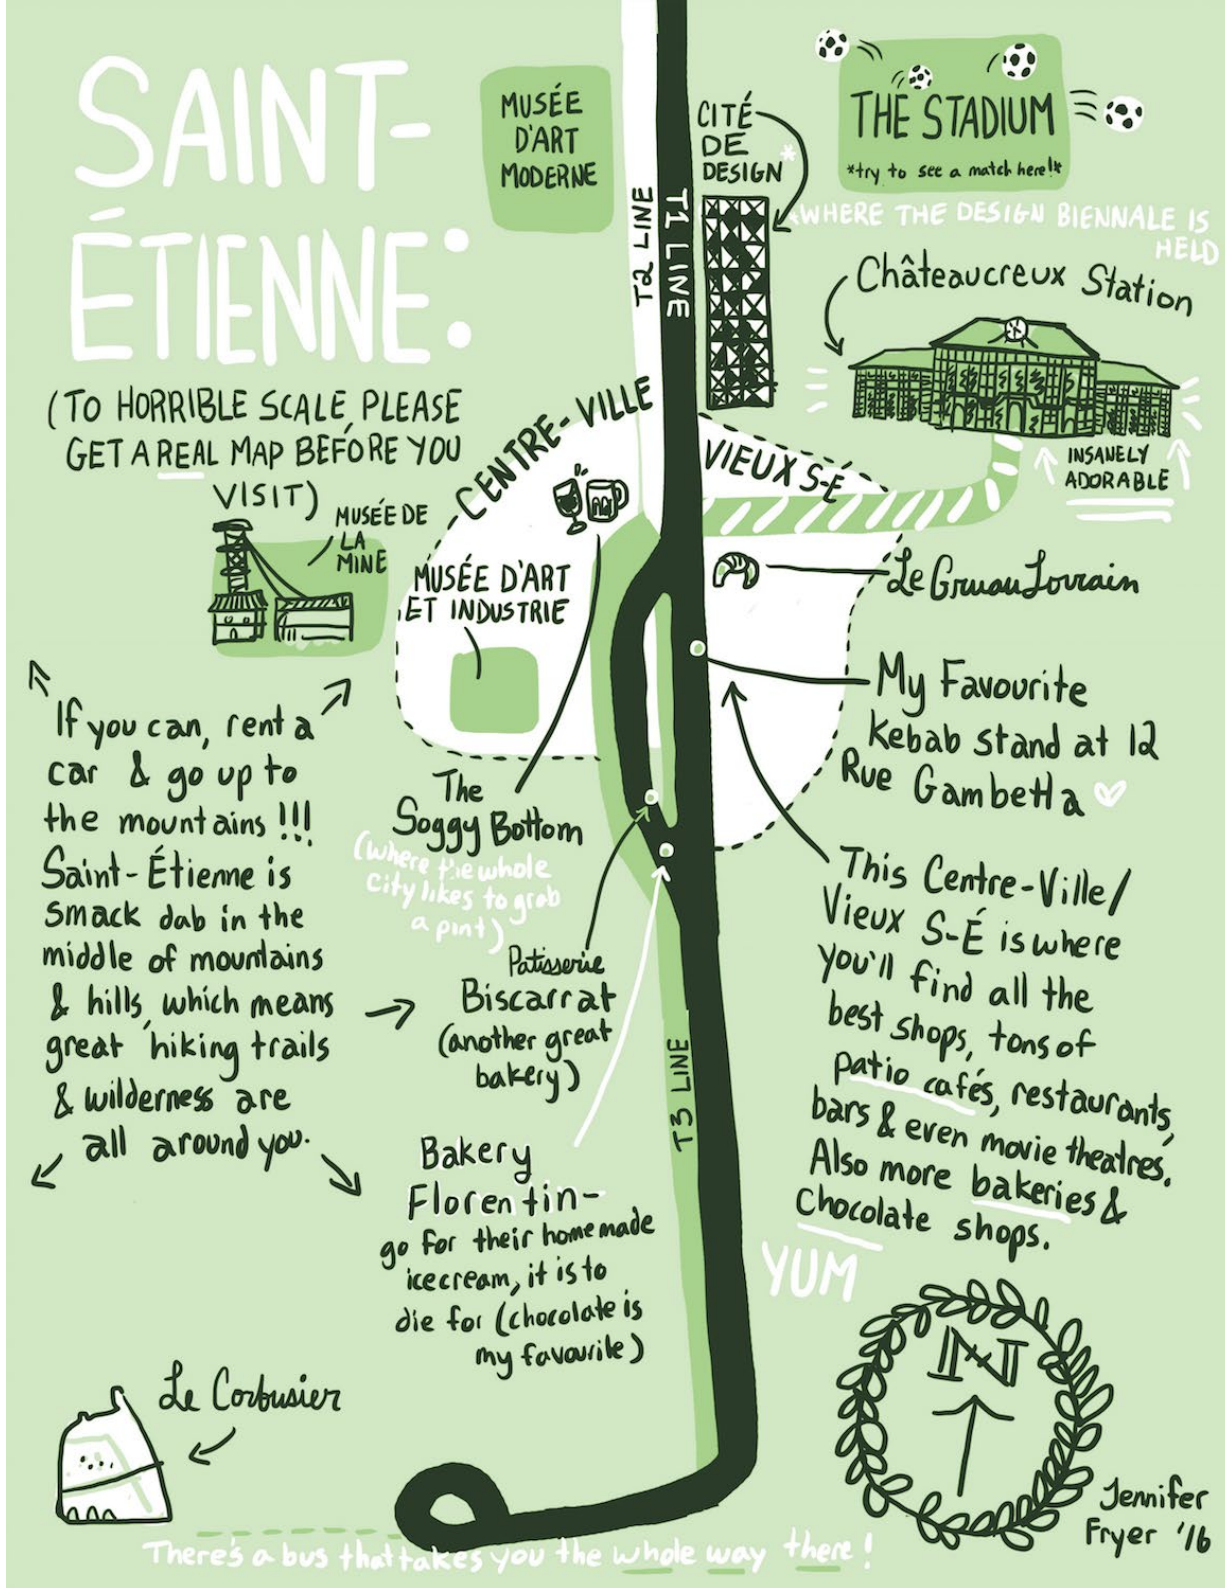 SAINT-
ÉTIENNE:
(TO HORRIBLE SCALE, PLEASE
GET A REAL MAP BEFORE YOU
VISIT)
MUSÉE
D'ART
MODERNE
T2 LINE
T1 LINE
CITÉ
DE
DESIGN*
THE STADIUM
*try to see a match here!*
*WHERE THE DESIGN BIENNALE IS
HELD
Châteaucreux Station
INSANELY
ADORABLE
CENTRE-VILLE
VIEUX S-É
MUSÉE DE
LA
MINE
MUSÉE D'ART
ET INDUSTRIE
Le Gruau Lorrain
My Favourite
Kebab stand at 12
Rue Gambetta
If you can, rent a
car & go up to
the mountains!!!
Saint-Étienne is
smack dab in the
middle of mountains
& hills, which means
great hiking trails
& wilderness are
all around you.
The
Soggy Bottom
(where the whole
city likes to grab
a pint)
Patisserie
Biscarrat
(another great
bakery)
This Centre-Ville/
Vieux S-É is where
you'll find all the
best shops, tons of
patio cafés, restaurants,
bars & even movie theatres.
Also more bakeries &
chocolate shops.
YUM
T3 LINE
Bakery
Florentin-
go for their homemade
icecream, it is to
die for (chocolate is
my favourite)
Le Corbusier
N
Jennifer
Fryer '16
There's a bus that takes you the whole way there!